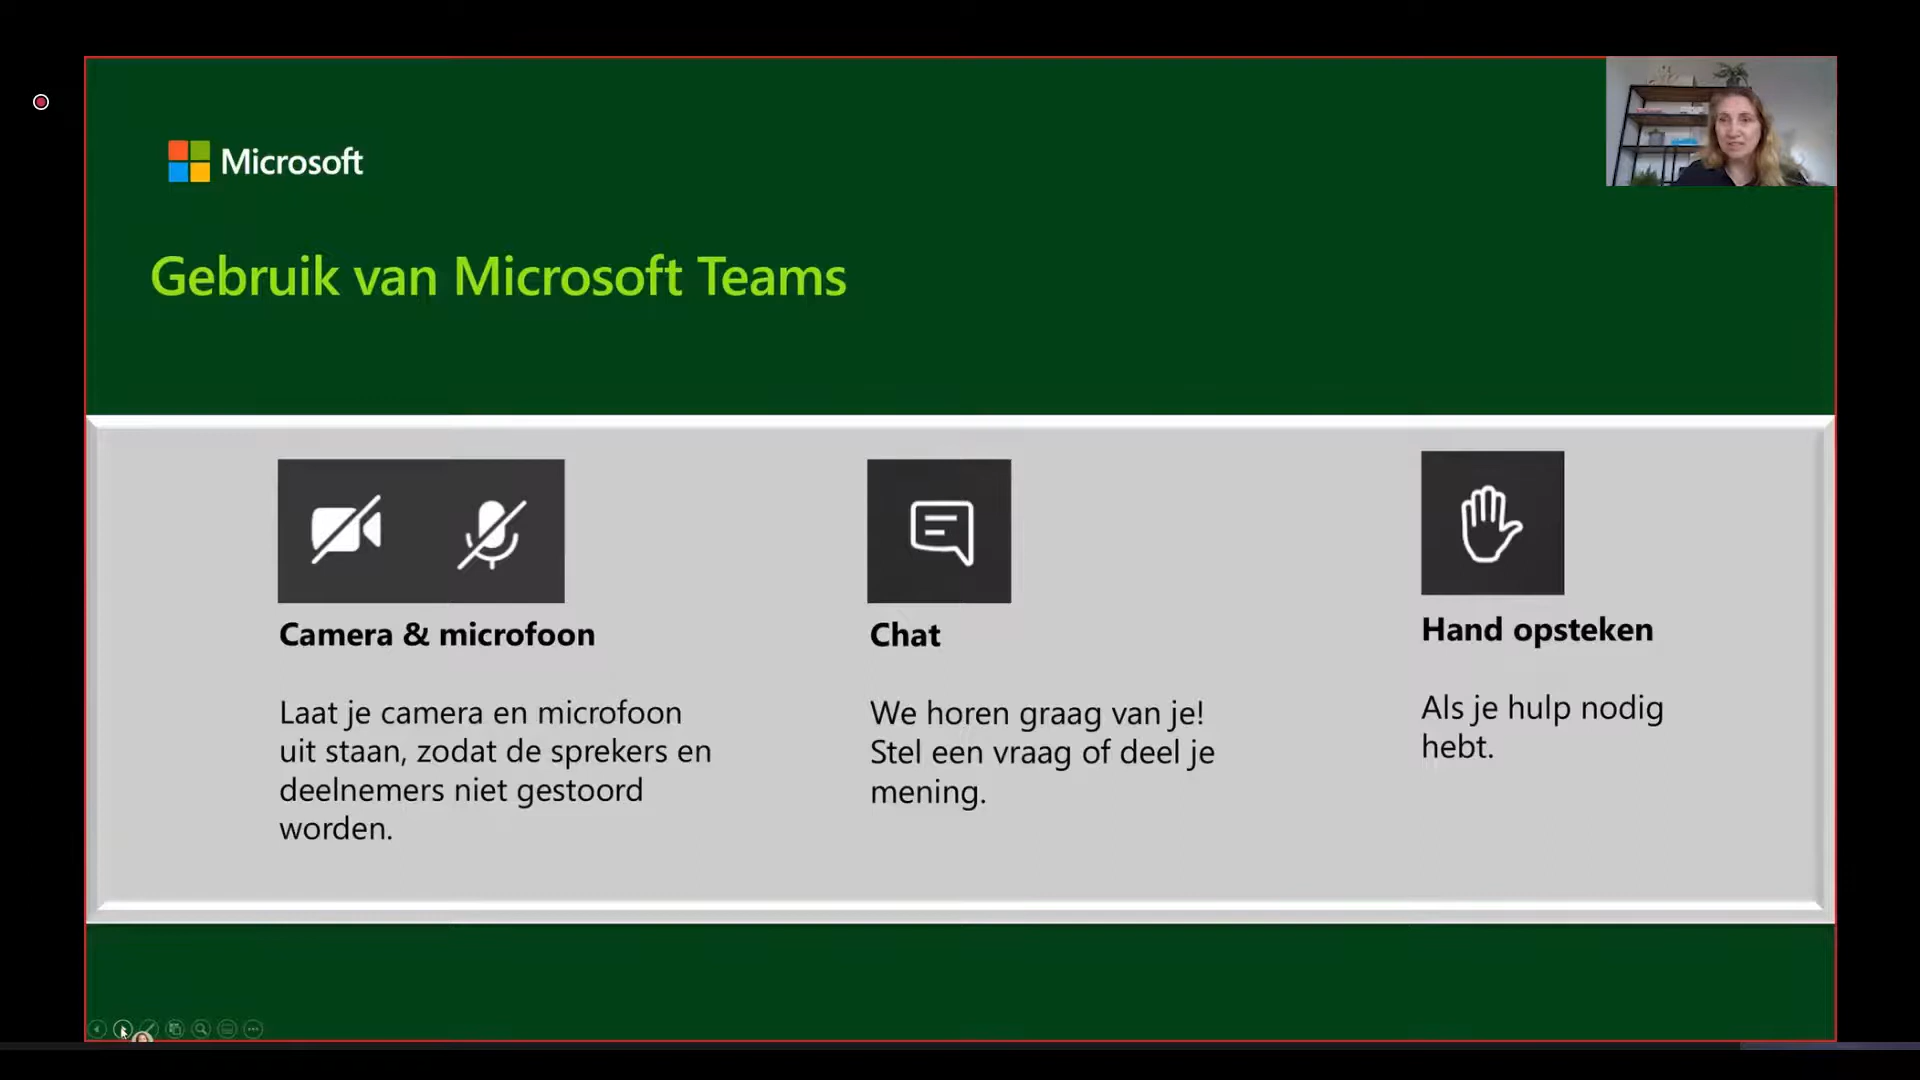 Microsoft
Gebruik van Microsoft Teams
Camera & microfoon
Laat je camera en microfoon
uit staan, zodat de sprekers en
deelnemers niet gestoord
worden.
Chat
We horen graag van je!
Stel een vraag of deel je
mening.
Hand opsteken
Als je hulp nodig
hebt.